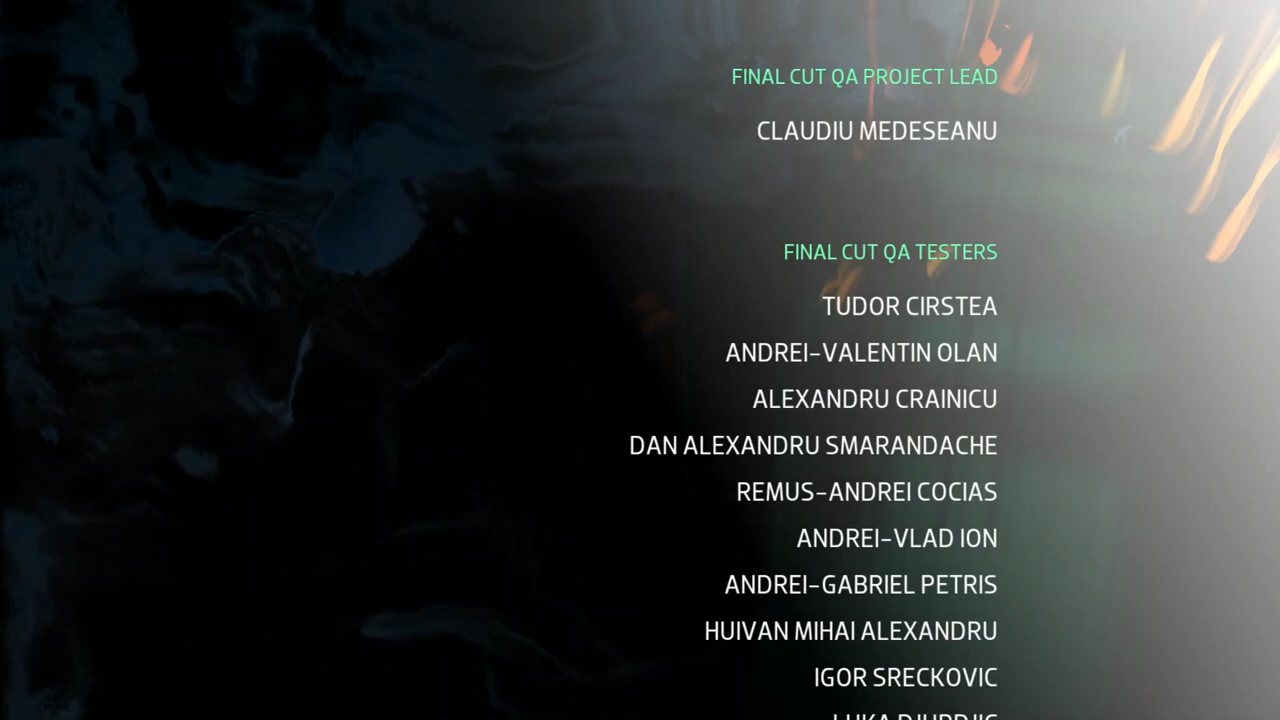 FINAL CUT QA PROJECT LEAD
CLAUDIU MEDESEANU
FINAL CUT QA TESTERS
TUDOR CIRSTEA
ANDREI-VALENTIN OLAN
ALEXANDRU CRAINICU
DAN ALEXANDRU SMARANDACHE
REMUS-ANDREI COCIAS
ANDREI-VLAD ION
ANDREI-GABRIEL PETRIS
HUIVAN MIHAI ALEXANDRU
IGOR SRECKOVIC